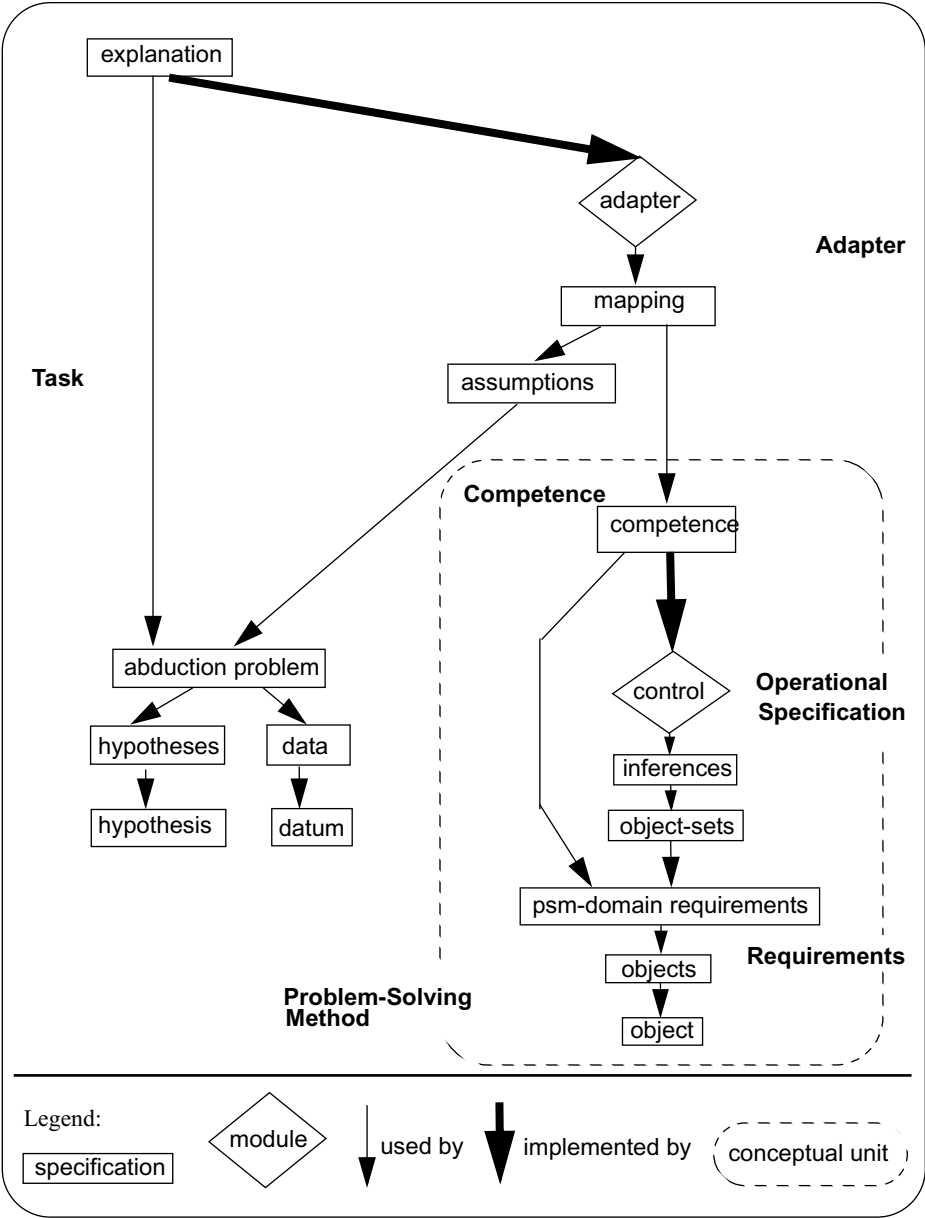 explanation
adapter
Adapter
mapping
Task
assumptions
Competence
competence
abduction problem
control
Operational
Specification
hypotheses
data
inferences
hypothesis
datum
object-sets
psm-domain requirements
Requirements
objects
Problem-Solving
Method
object
Legend:
specification
module
used by
implemented by
conceptual unit